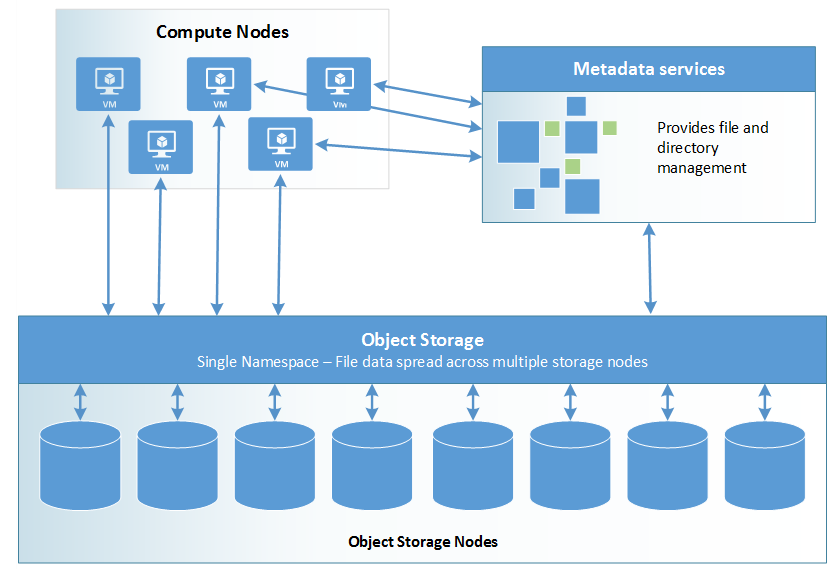 Compute Nodes
VM
VM
VM
VM
VM
Metadata services
Provides file and
directory
management
Object Storage
Single Namespace – File data spread across multiple storage nodes
Object Storage Nodes